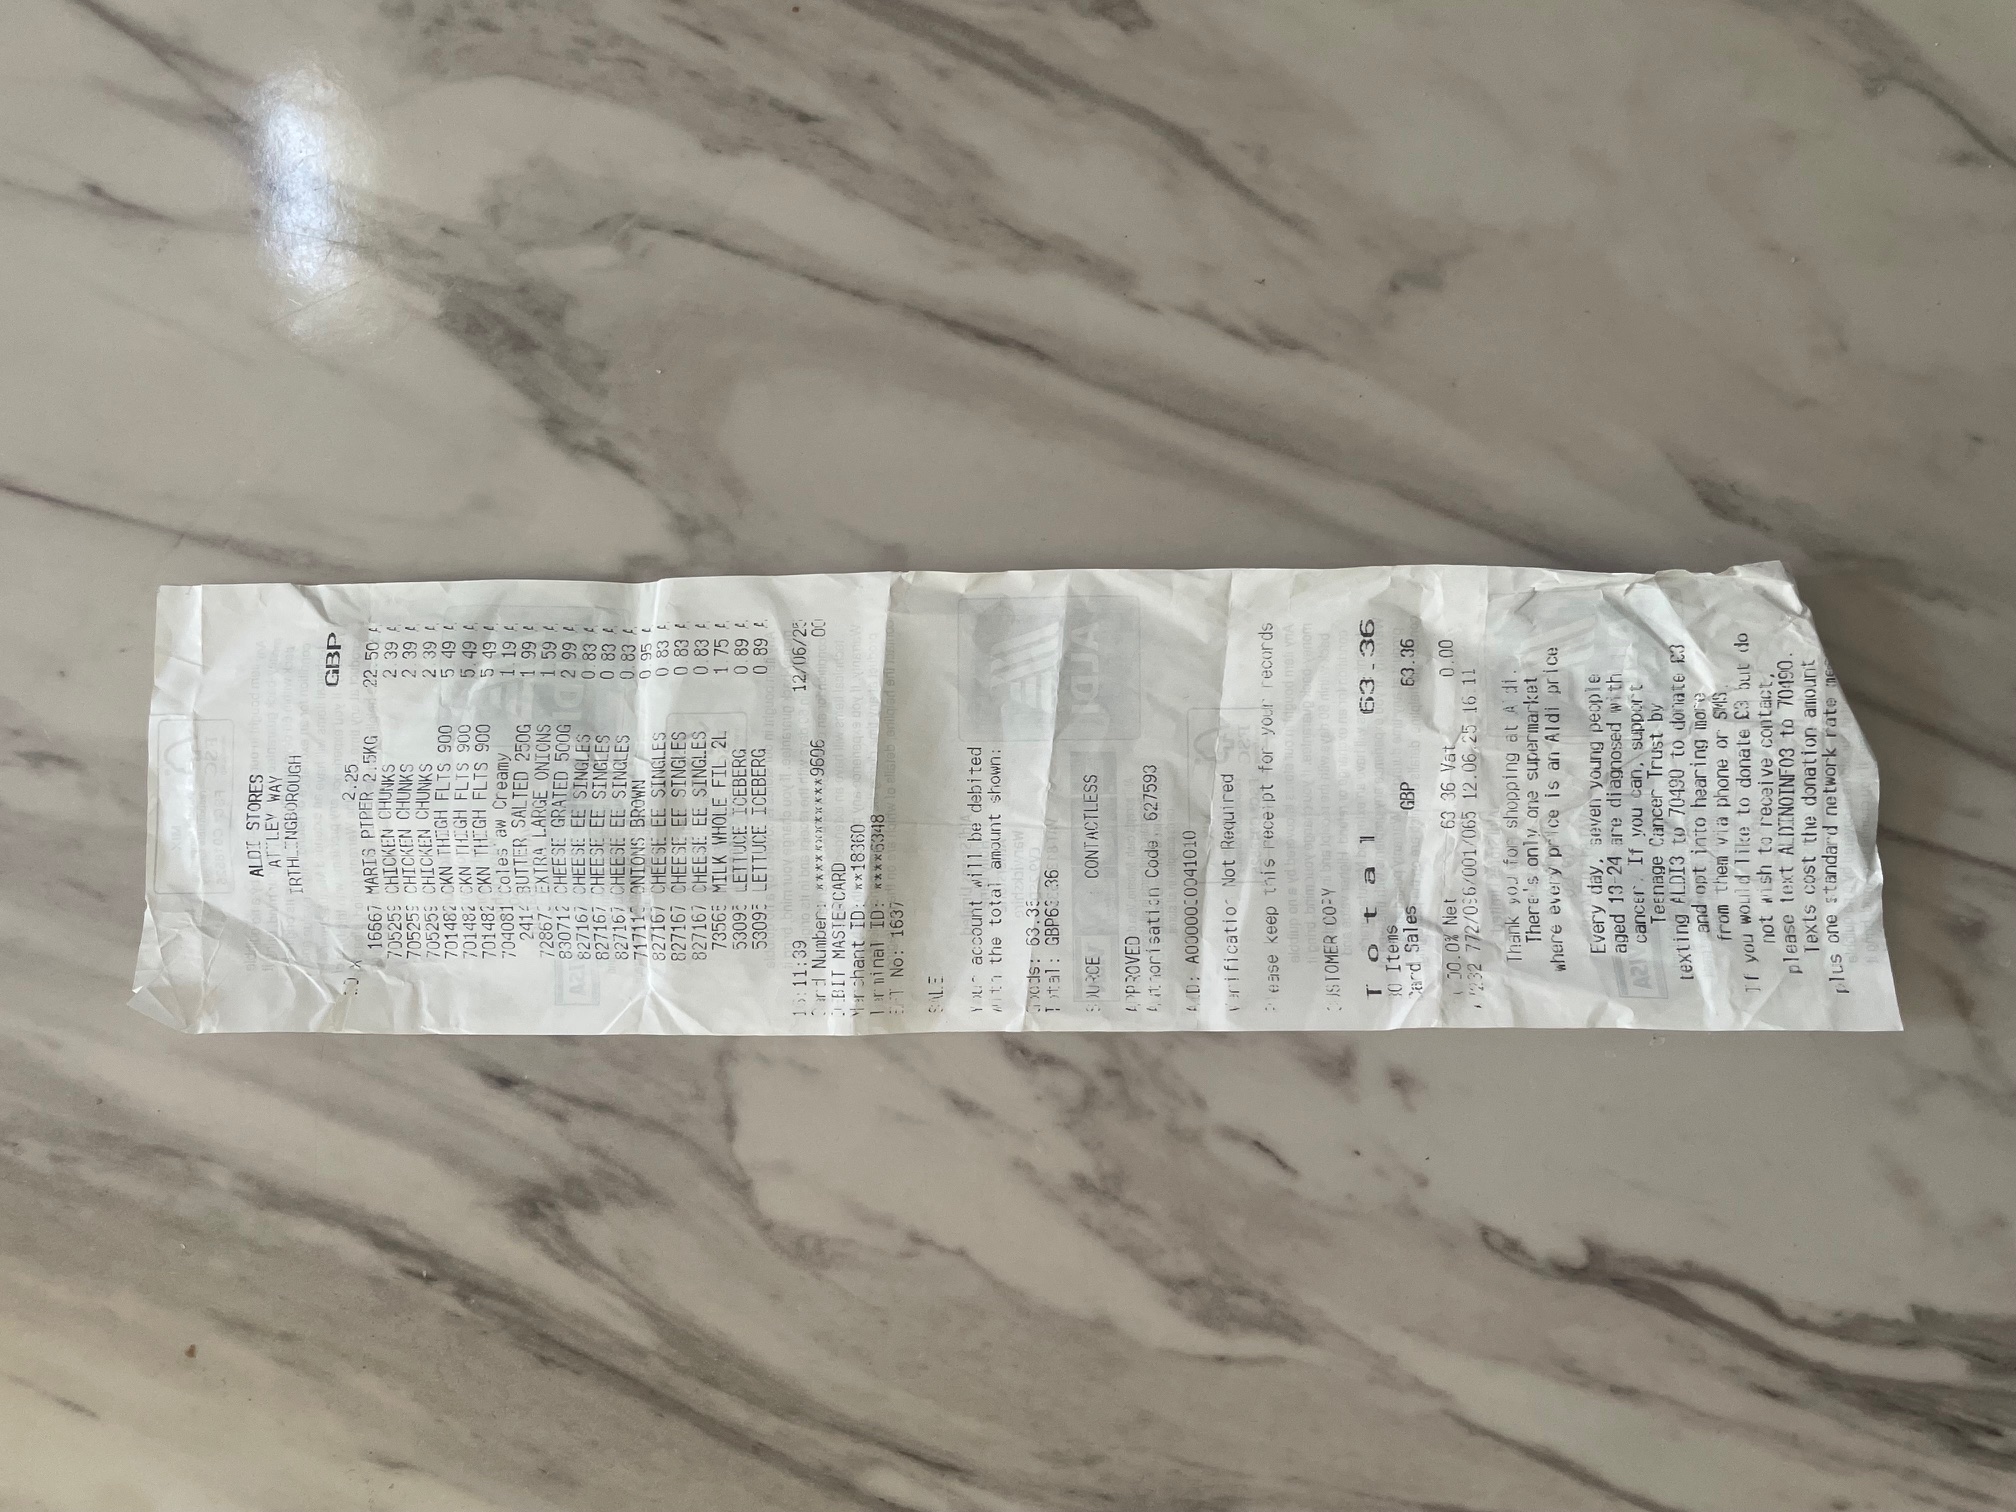 ALDI STORES
ATTLEY WAY
IRTHLINGBOROUGH
GBP
10 x 2.25
16667 MARIS PIPER 2.5KG 22.50 A
705259 CHICKEN CHUNKS 2.39 A
705259 CHICKEN CHUNKS 2.39 A
705259 CHICKEN CHUNKS 2.39 A
701482 CKN THIGH FLTS 900 5.49 A
701482 CKN THIGH FLTS 900 5.49 A
701482 CKN THIGH FLTS 900 5.49 A
704081 Coles'aw Creamy 1.19 A
BUTTER SALTED 250G 1.99 A
EXTRA LARGE ONIONS 1.59 A
830712 CHEESE GRATED 500G 2.99 A
827167 CHEESE EE SINGLES 0.83 A
827167 CHEESE EE SINGLES 0.83 A
827167 CHEESE EE SINGLES 0.83 A
ONIONS BROWN 0.95 A
827167 CHEESE EE SINGLES 0.83 A
827167 CHEESE EE SINGLES 0.83 A
827167 CHEESE EE SINGLES 0.83 A
73565 MILK WHOLE FIL 2L 1.75 A
53095 LETTUCE ICEBERG 0.89 A
53095 LETTUCE ICEBERG 0.89 A
16:11:39 12/06/25
Card Number: ************9606 00
DEBIT MASTERCARD
Merchant ID: **18360
Terminal ID: ****6348
EFT No: 1637
SALE
Your account will be debited
with the total amount shown:
Goods: 63.36
Total: GBP63.36
SOURCE : CONTACTLESS
APPROVED
Authorisation Code: 627593
AID: A0000000041010
Verification Not Required
Please keep this receipt for your records
CUSTOMER COPY
Total 63.36
30 Items
Card Sales GBP 63.36
A 00.0% Net 63.36 Vat 0.00
772/096/001/065 12.06.25 16:11
Thank you for shopping at Aldi.
There's only one supermarket
where every price is an Aldi price
Every day, seven young people
aged 13-24 are diagnosed with
cancer. If you can, support
Teenage Cancer Trust by
texting ALDI3 to 70490 to donate £3
and opt into hearing more
from them via phone or SMS.
If you would like to donate £3 but do
not wish to receive contact,
please text ALDINOINFO3 to 70490.
Texts cost the donation amount
plus one standard network rate